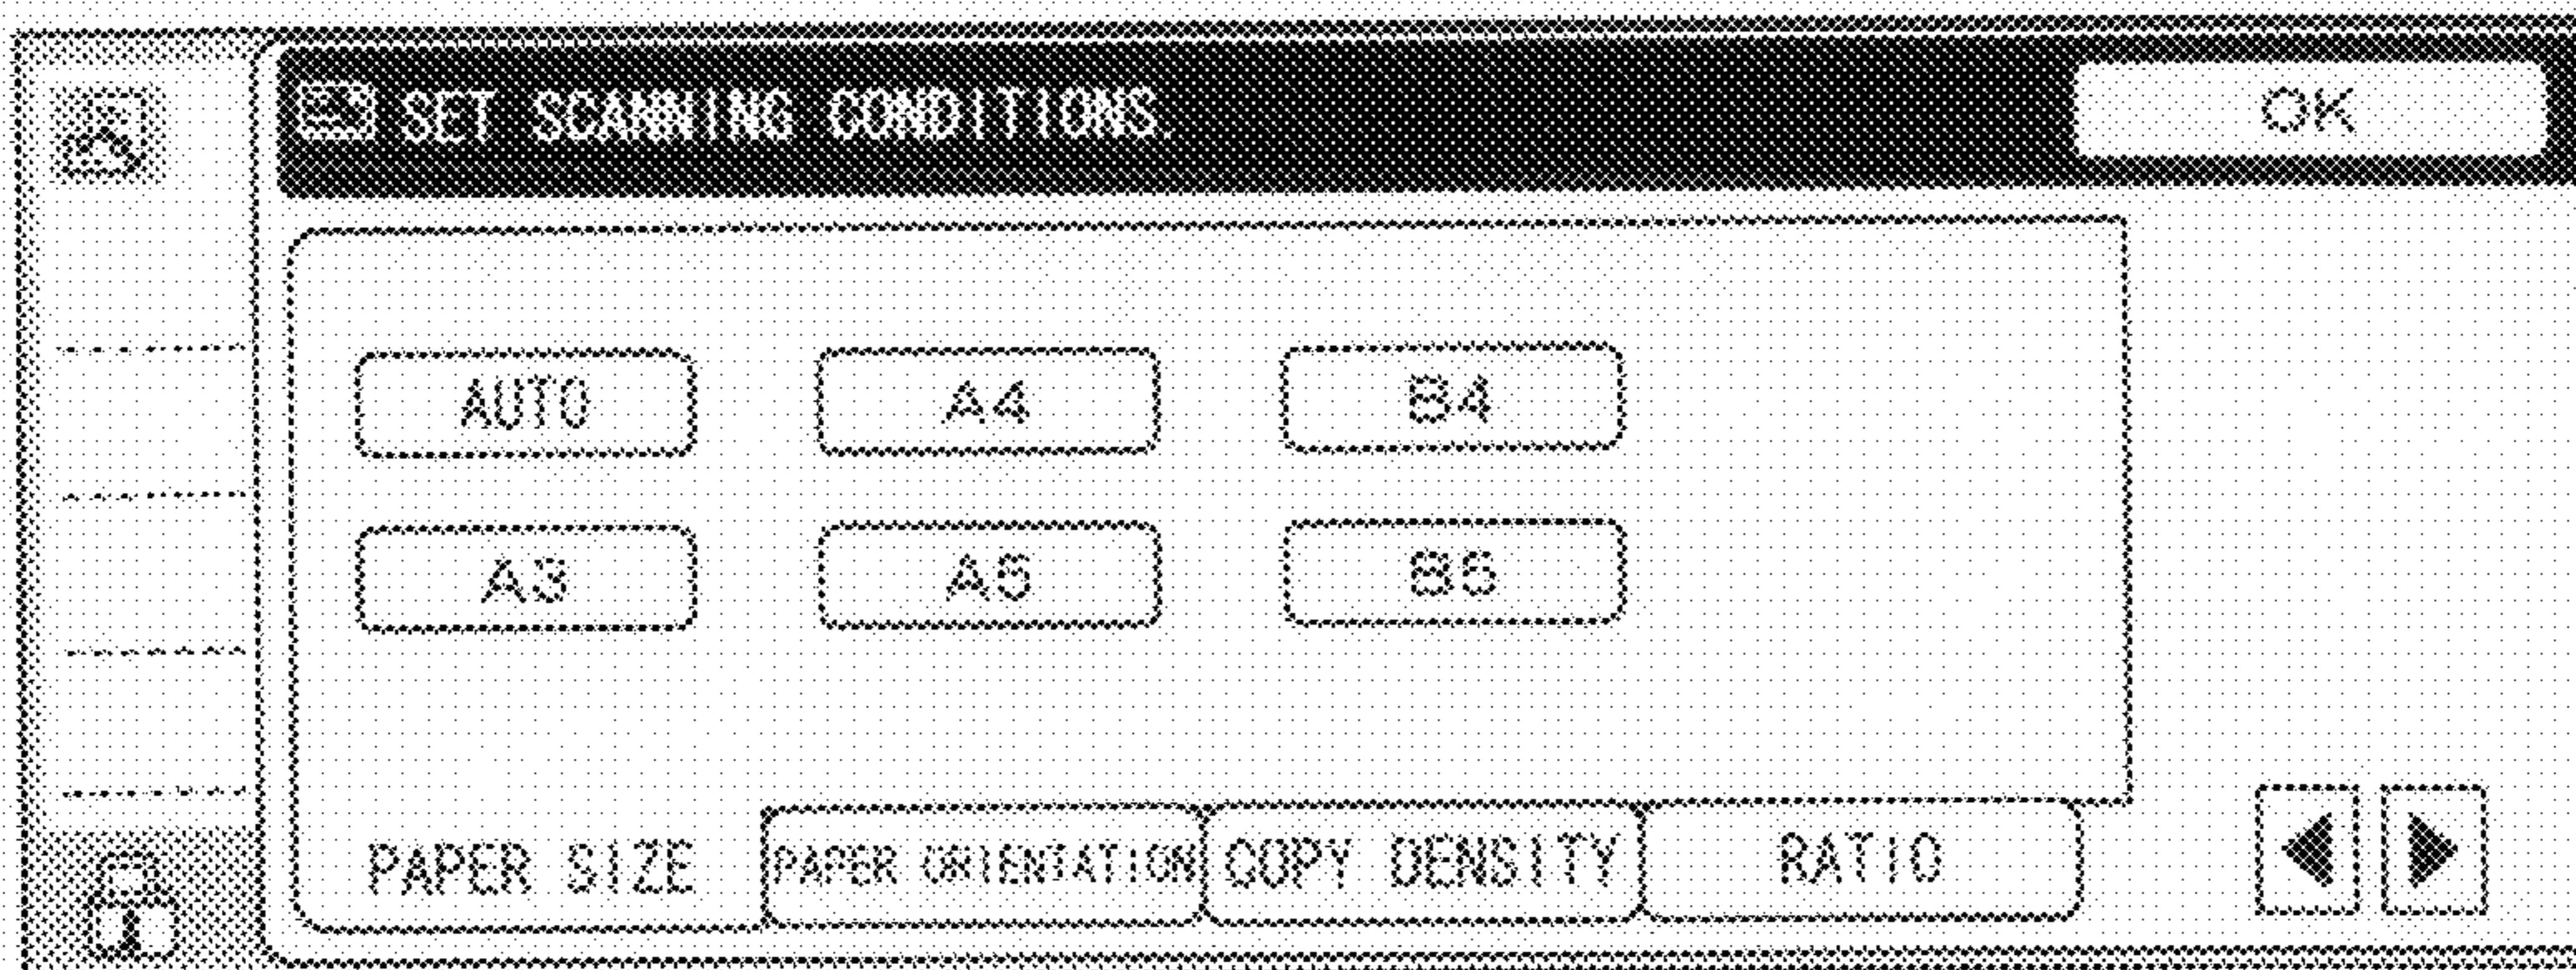 SET SCANNING CONDITIONS.
OK
AUTO A4 B4
A3 A5 B5
PAPER SIZE PAPER ORIENTATION COPY DENSITY RATIO